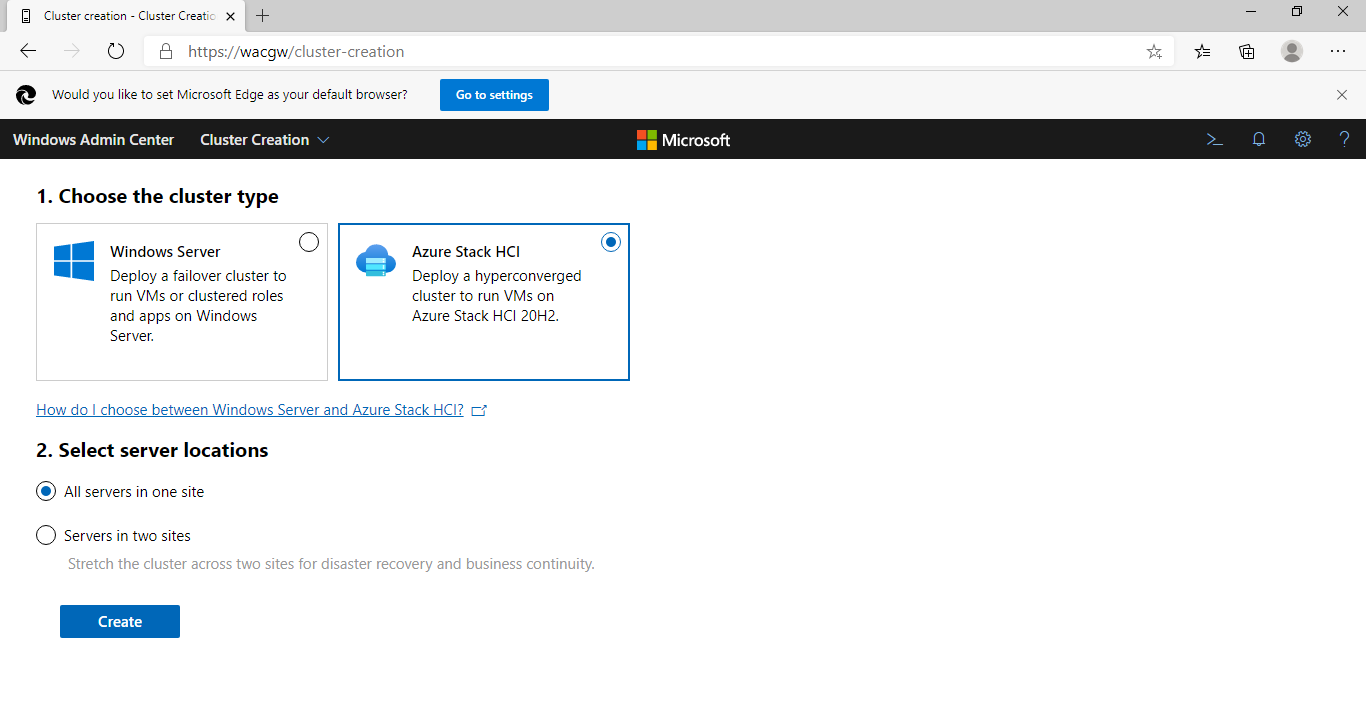 Cluster creation - Cluster Creatio
https://wacgw/cluster-creation
Would you like to set Microsoft Edge as your default browser?
Go to settings
Windows Admin Center
Cluster Creation
Microsoft
1. Choose the cluster type
Windows Server
Deploy a failover cluster to
run VMs or clustered roles
and apps on Windows
Server.
Azure Stack HCI
Deploy a hyperconverged
cluster to run VMs on
Azure Stack HCI 20H2.
How do I choose between Windows Server and Azure Stack HCI?
2. Select server locations
All servers in one site
Servers in two sites
Stretch the cluster across two sites for disaster recovery and business continuity.
Create